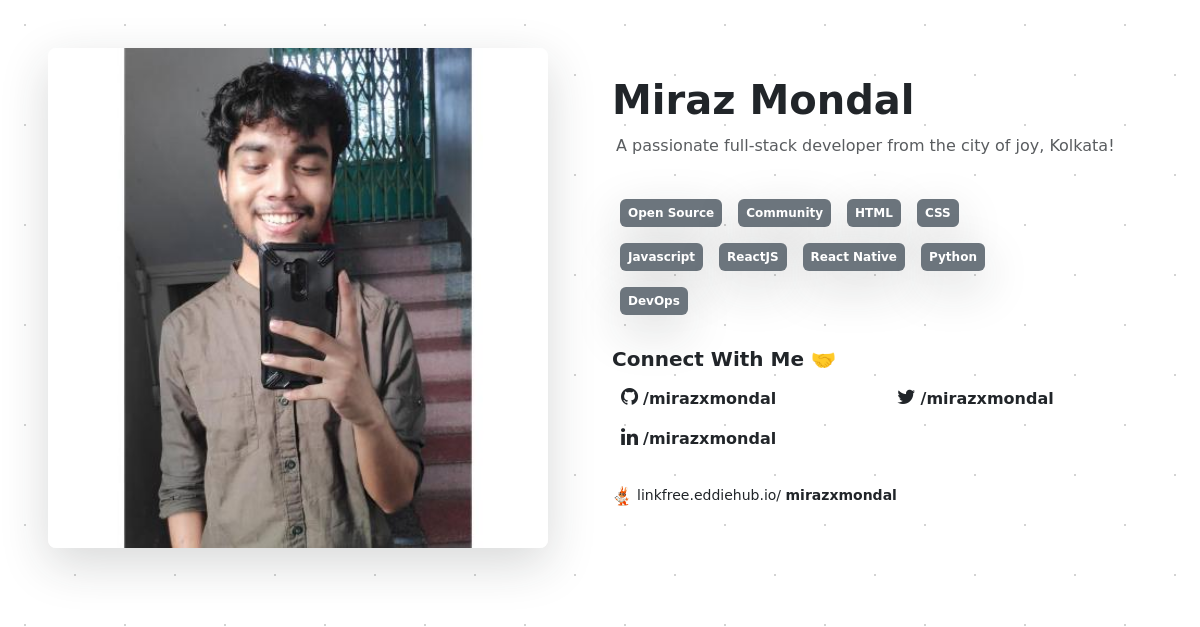 Miraz Mondal
A passionate full-stack developer from the city of joy, Kolkata!
Open Source Community HTML CSS
Javascript ReactJS React Native Python
DevOps
Connect With Me 🤝
/mirazxmondal /mirazxmondal
/mirazxmondal
linkfree.eddiehub.io/ mirazxmondal